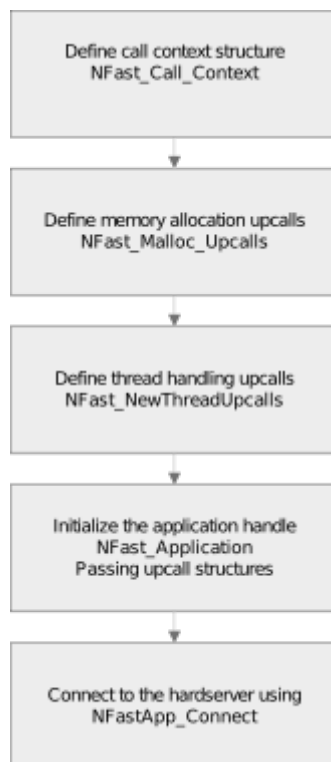 Define call context structure
NFast_Call_Context
Define memory allocation upcalls
NFast_Malloc_Upcalls
Define thread handling upcalls
NFast_NewThreadUpcalls
Initialize the application handle
NFast_Application
Passing upcall structures
Connect to the hardserver using
NFastApp_Connect